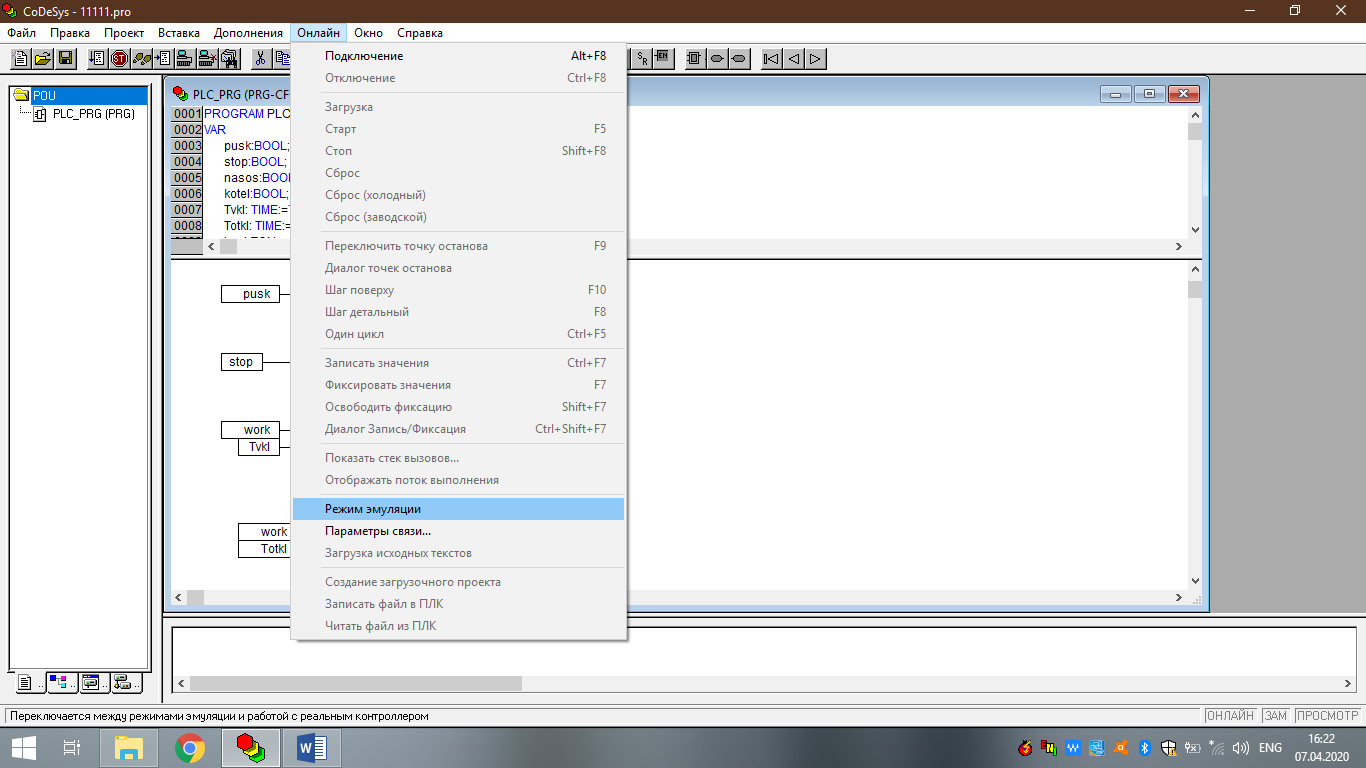 CoDeSys - 11111.pro
Файл Правка Проект Вставка Дополнения Онлайн Окно Справка
POU
PLC_PRG (PRG)
PLC_PRG (PRG-CF
0001 PROGRAM PLC
0002 VAR
0003 pusk:BOOL;
0004 stop:BOOL;
0005 nasos:BOOL
0006 kotel:BOOL;
0007 Tvkl: TIME:=
0008 Totkl: TIME:=
pusk
stop
work
Tvkl
work
Totkl
Подключение Alt+F8
Отключение Ctrl+F8
Загрузка
Старт F5
Стоп Shift+F8
Сброс
Сброс (холодный)
Сброс (заводской)
Переключить точку останова F9
Диалог точек останова
Шаг поверху F10
Шаг детальный F8
Один цикл Ctrl+F5
Записать значения Ctrl+F7
Фиксировать значения F7
Освободить фиксацию Shift+F7
Диалог Запись/Фиксация Ctrl+Shift+F7
Показать стек вызовов...
Отображать поток выполнения
Режим эмуляции
Параметры связи...
Загрузка исходных текстов
Создание загрузочного проекта
Записать файл в ПЛК
Читать файл из ПЛК
Переключается между режимами эмуляции и работой с реальным контроллером
ОНЛАЙН ЗАМ ПРОСМОТР
ENG
16:22
07.04.2020